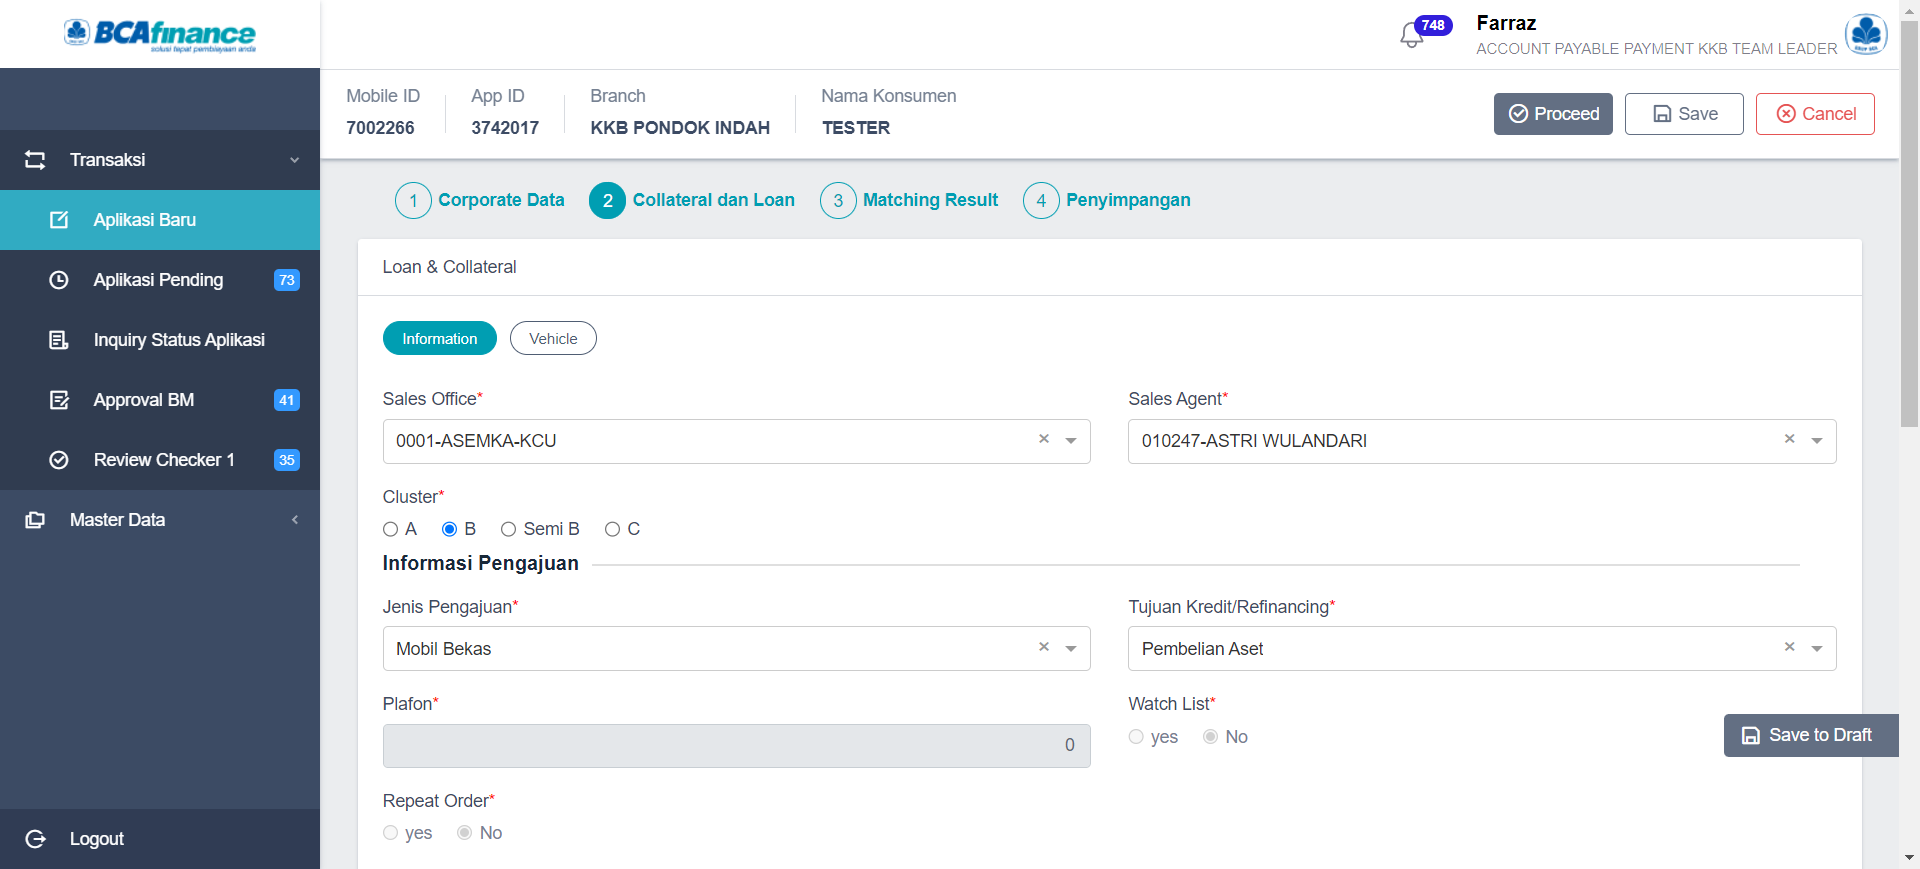 BCAfinance
solusi tepat pembiayaan anda
748
Farraz
ACCOUNT PAYABLE PAYMENT KKB TEAM LEADER
Mobile ID
7002266
App ID
3742017
Branch
KKB PONDOK INDAH
Nama Konsumen
TESTER
Proceed
Save
Cancel
Transaksi
Aplikasi Baru
Aplikasi Pending
73
Inquiry Status Aplikasi
Approval BM
41
Review Checker 1
35
Master Data
Logout
1 Corporate Data
2 Collateral dan Loan
3 Matching Result
4 Penyimpangan
Loan & Collateral
Information
Vehicle
Sales Office*
0001-ASEMKA-KCU
Sales Agent*
010247-ASTRI WULANDARI
Cluster*
A B Semi B C
Informasi Pengajuan
Jenis Pengajuan*
Mobil Bekas
Tujuan Kredit/Refinancing*
Pembelian Aset
Plafon*
0
Watch List*
yes No
Save to Draft
Repeat Order*
yes No